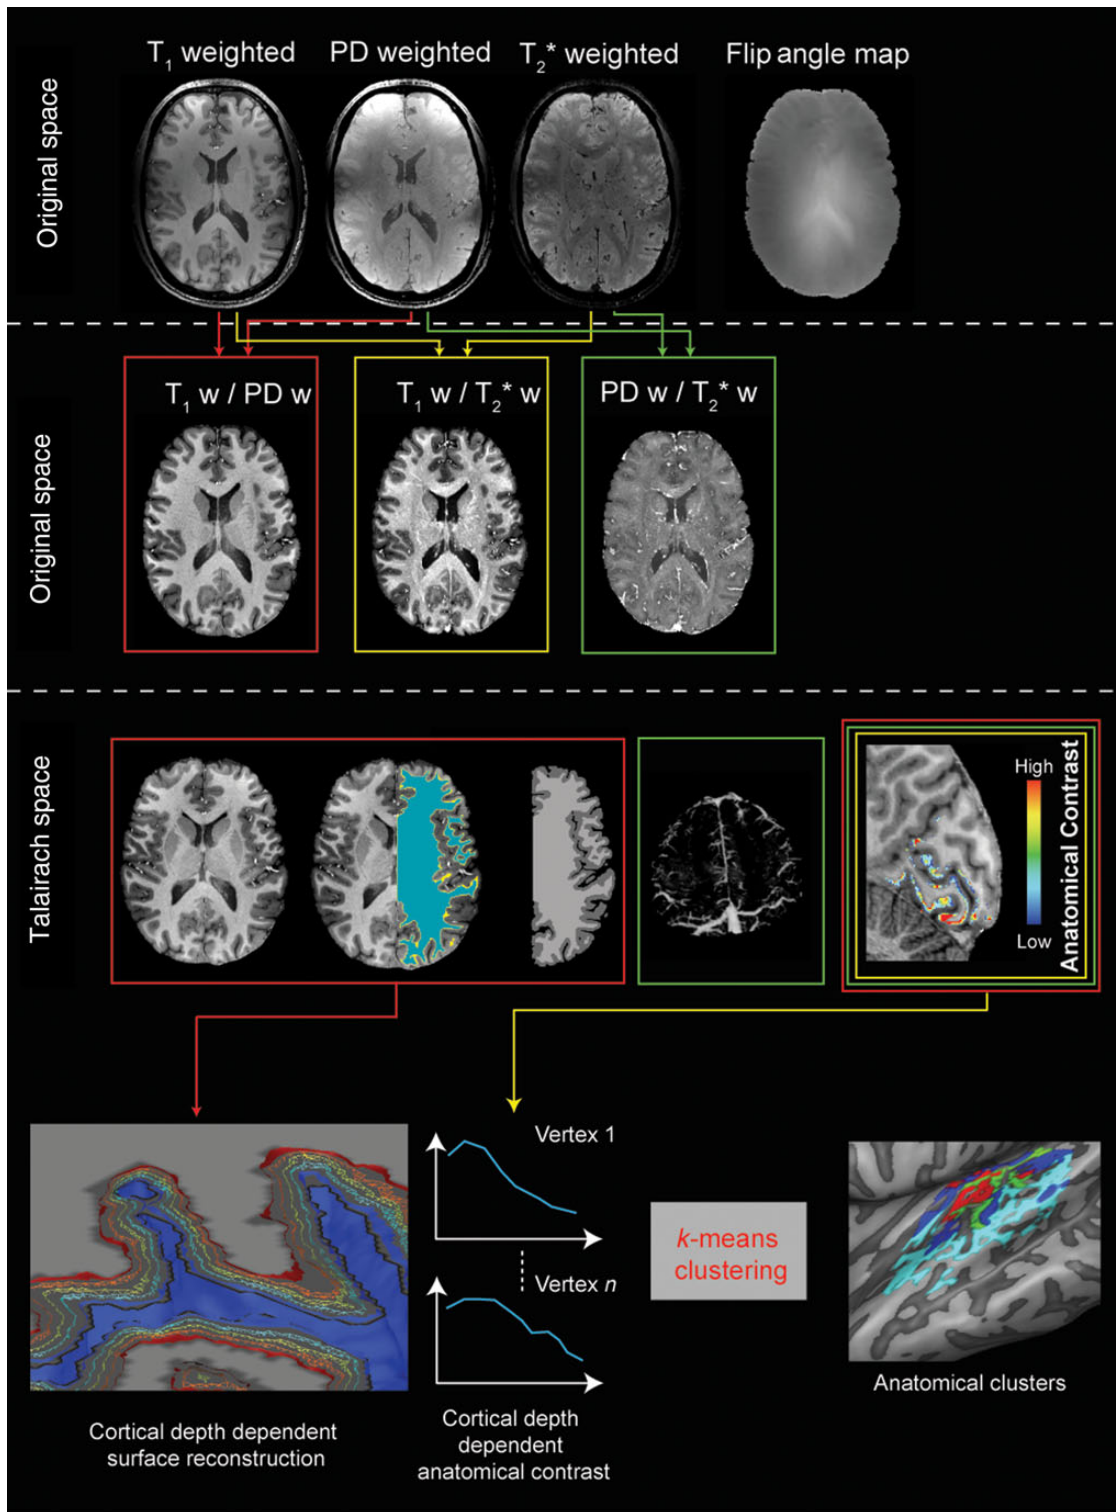 T1 weighted
PD weighted
T2* weighted
Flip angle map
Original space
T1 w / PD w
T1 w / T2* w
PD w / T2* w
Original space
Talairach space
High
Low
Anatomical Contrast
Vertex 1
Vertex n
k-means
clustering
Anatomical clusters
Cortical depth dependent
surface reconstruction
Cortical depth
dependent
anatomical contrast